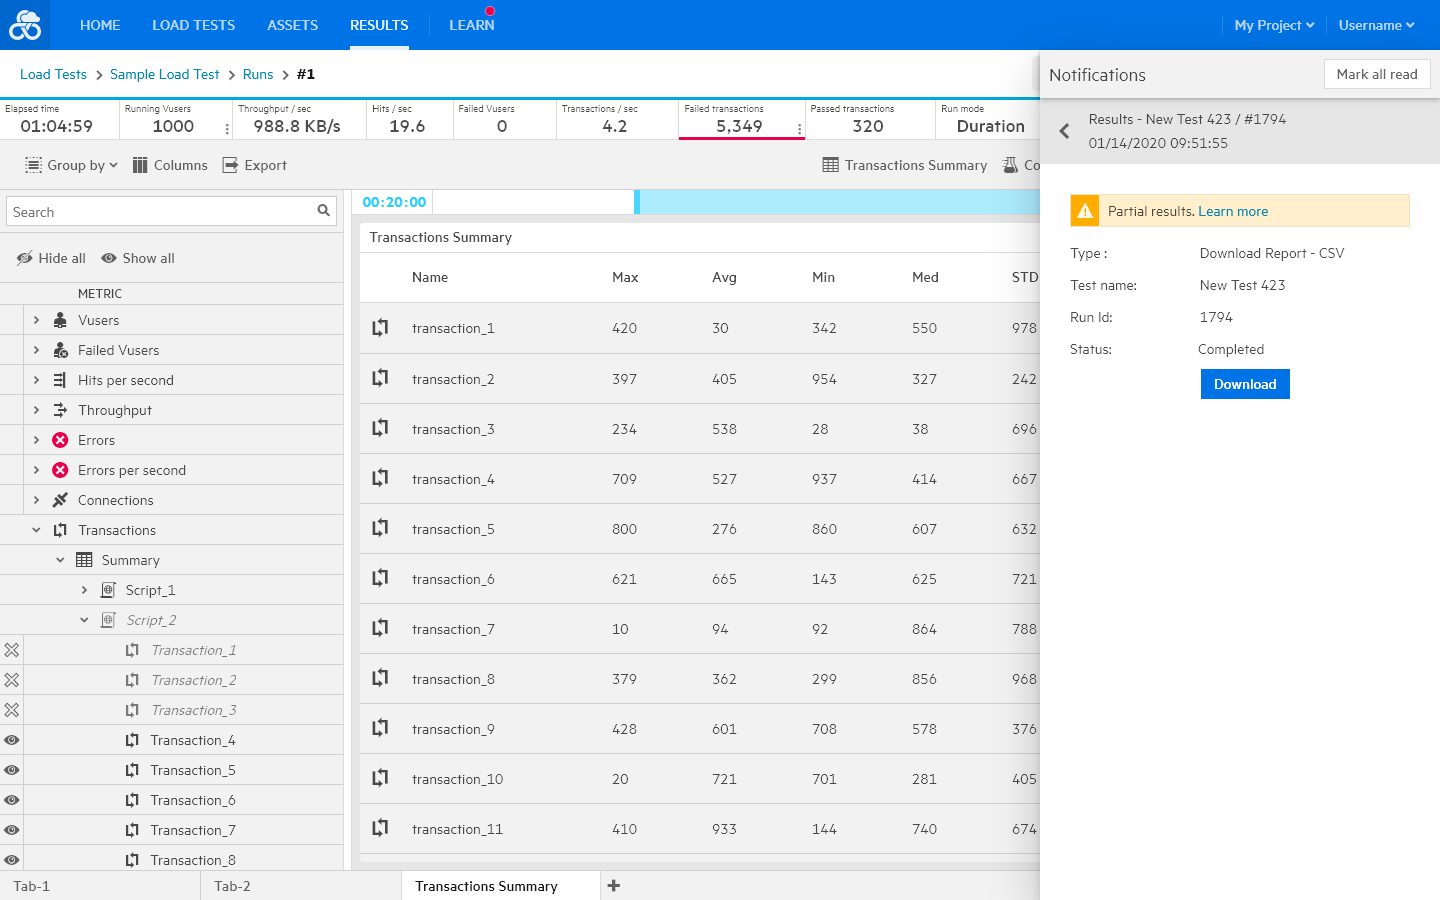 HOME LOAD TESTS ASSETS RESULTS LEARN My Project Username
Load Tests > Sample Load Test > Runs > #1
Notifications
Mark all read
Elapsed time Running Vusers Throughput / sec Hits / sec Failed Vusers Transactions / sec Failed transactions Passed transactions Run mode
01:04:59 1000 988.8 KB/s 19.6 0 4.2 5,349 320 Duration
Results - New Test 423 / #1794
01/14/2020 09:51:55
Group by Columns Export Transactions Summary Co
Search
00:20:00
Partial results. Learn more
Type : Download Report - CSV
Test name: New Test 423
Run Id: 1794
Status: Completed
Download
Hide all Show all
METRIC
Vusers
Failed Vusers
Hits per second
Throughput
Errors
Errors per second
Connections
Transactions
Summary
Script_1
Script_2
Transaction_1
Transaction_2
Transaction_3
Transaction_4
Transaction_5
Transaction_6
Transaction_7
Transaction_8
Transactions Summary
Name Max Avg Min Med STD
transaction_1 420 30 342 550 978
transaction_2 397 405 954 327 242
transaction_3 234 538 28 38 696
transaction_4 709 527 937 414 667
transaction_5 800 276 860 607 632
transaction_6 621 665 143 625 721
transaction_7 10 94 92 864 788
transaction_8 379 362 299 856 968
transaction_9 428 601 708 578 376
transaction_10 20 721 701 281 405
transaction_11 410 933 144 740 674
Tab-1 Tab-2 Transactions Summary